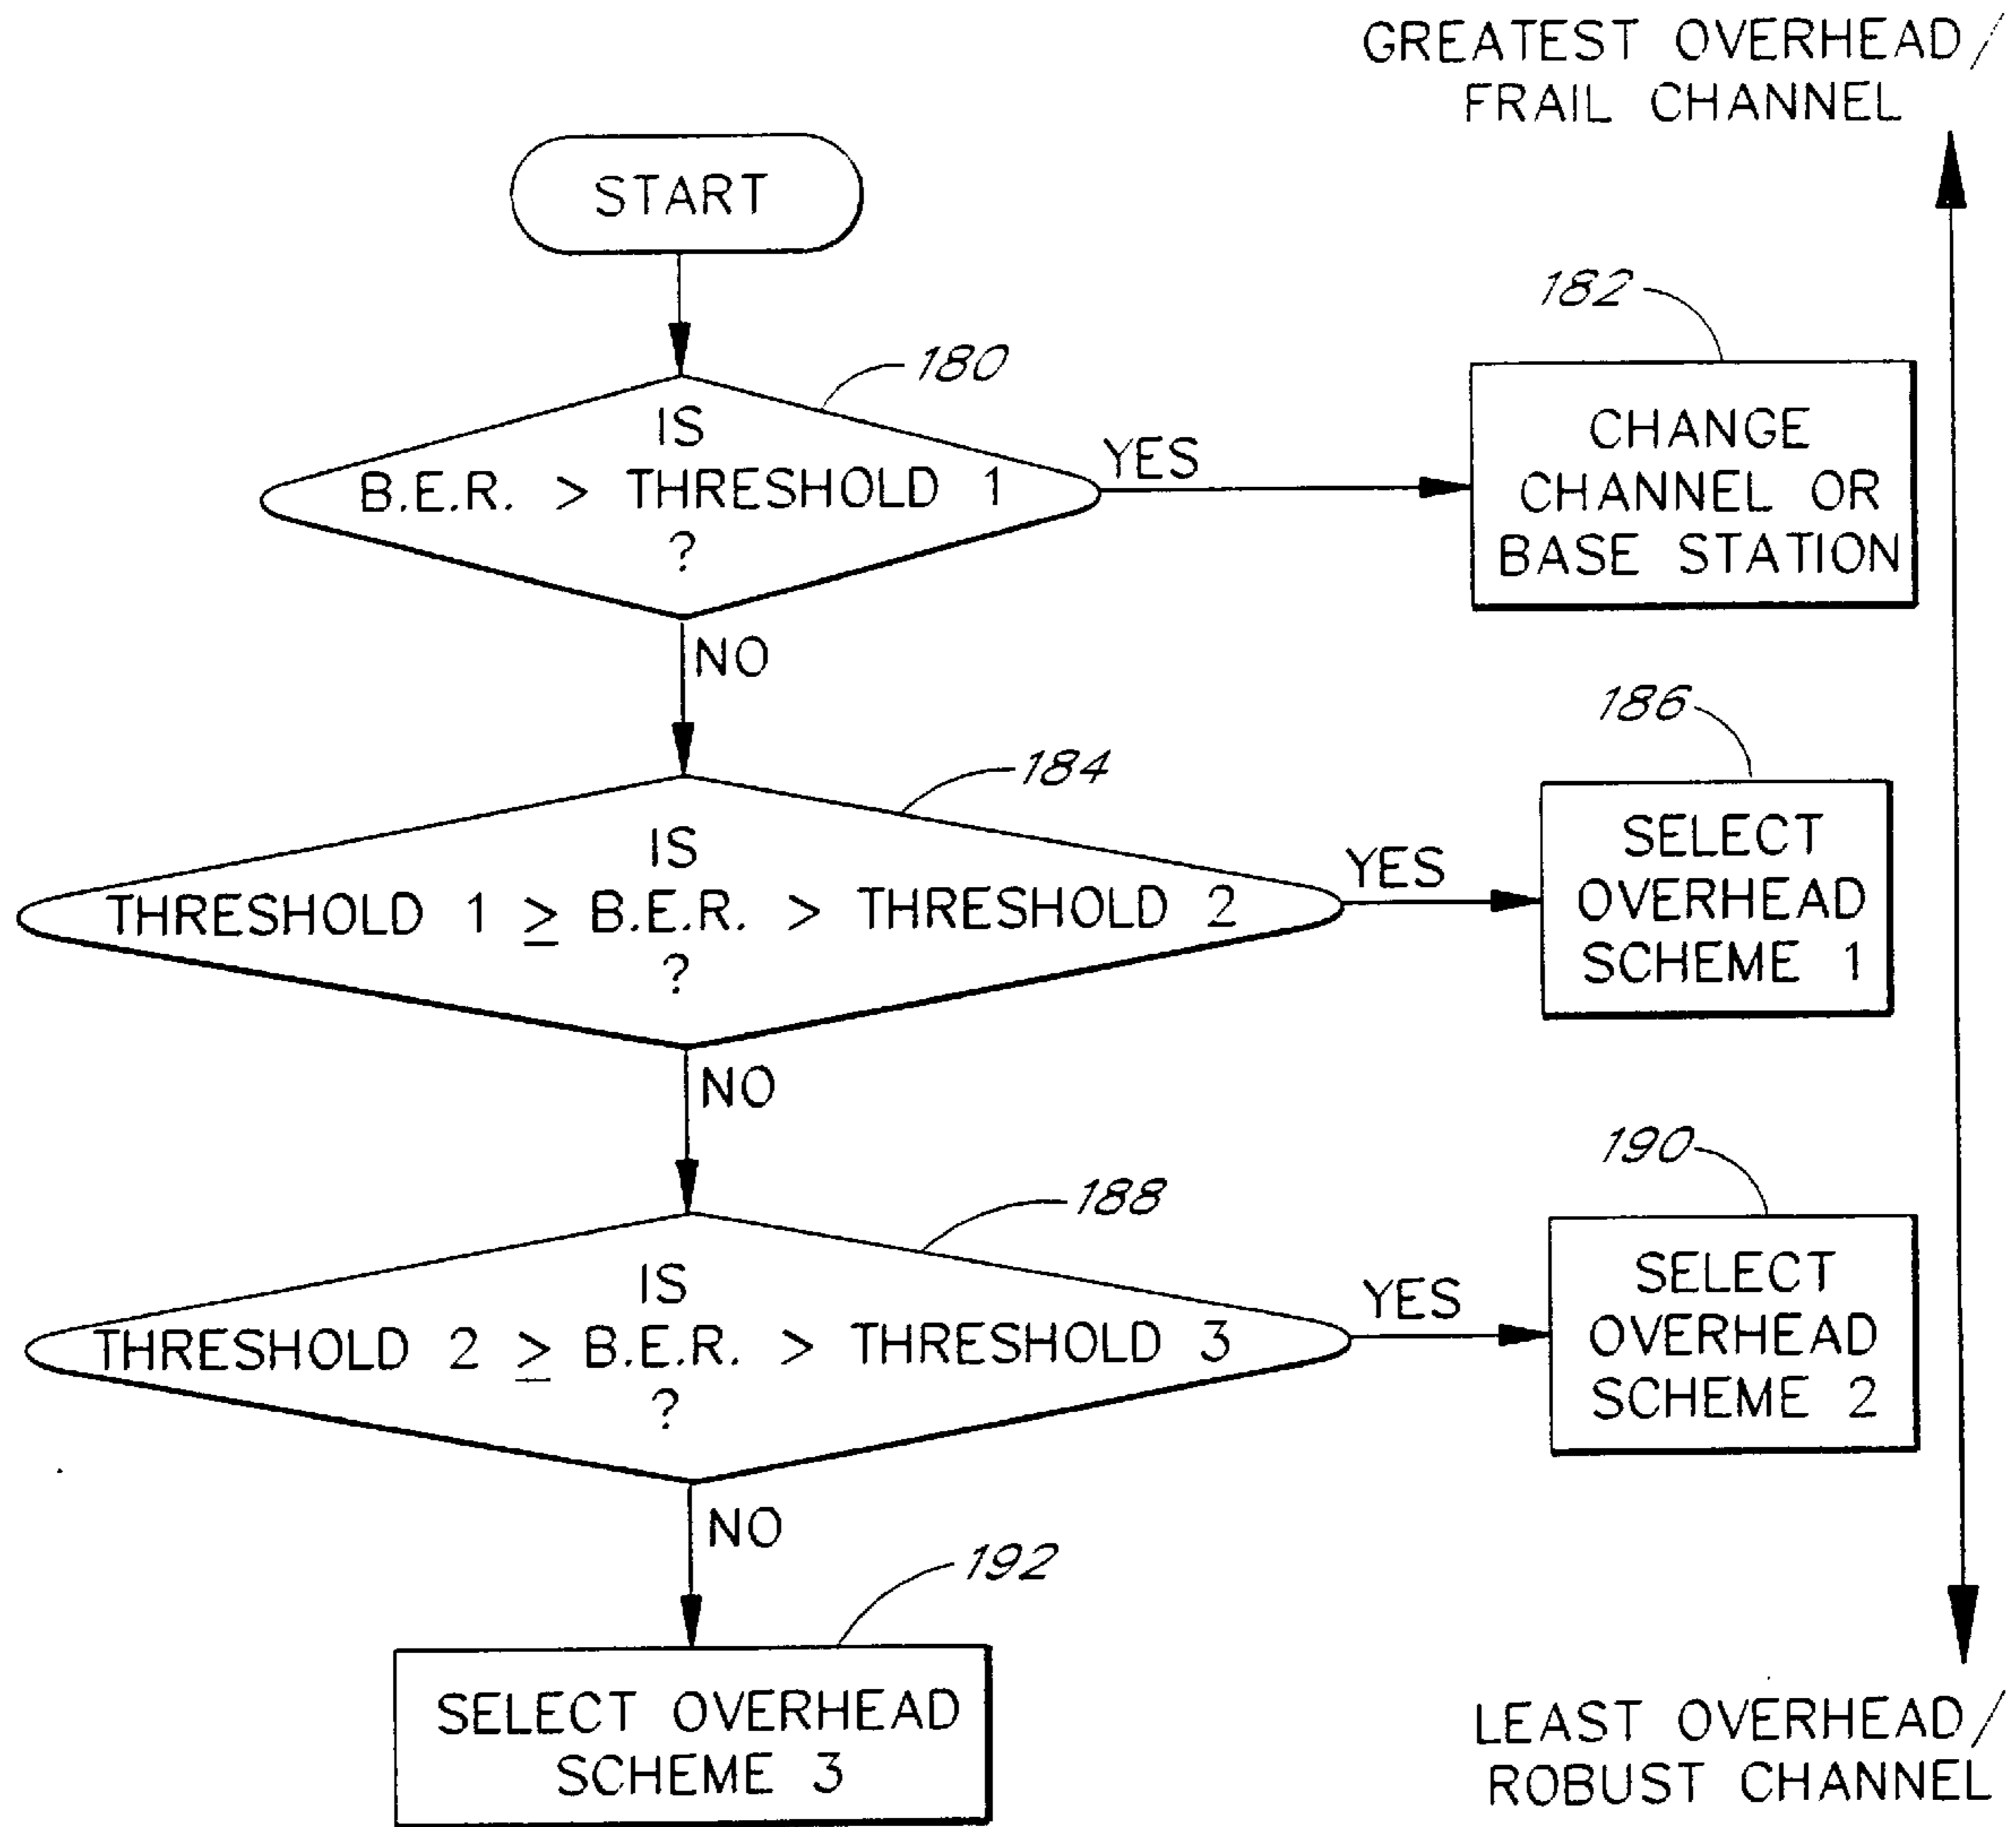 GREATEST OVERHEAD/
FRAIL CHANNEL
START
182
180
IS
B.E.R. > THRESHOLD 1
?
YES
CHANGE
CHANNEL OR
BASE STATION
NO
186
184
IS
THRESHOLD 1 ≥ B.E.R. > THRESHOLD 2
?
YES
SELECT
OVERHEAD
SCHEME 1
NO
190
188
IS
THRESHOLD 2 ≥ B.E.R. > THRESHOLD 3
?
YES
SELECT
OVERHEAD
SCHEME 2
NO
192
SELECT OVERHEAD
SCHEME 3
LEAST OVERHEAD/
ROBUST CHANNEL